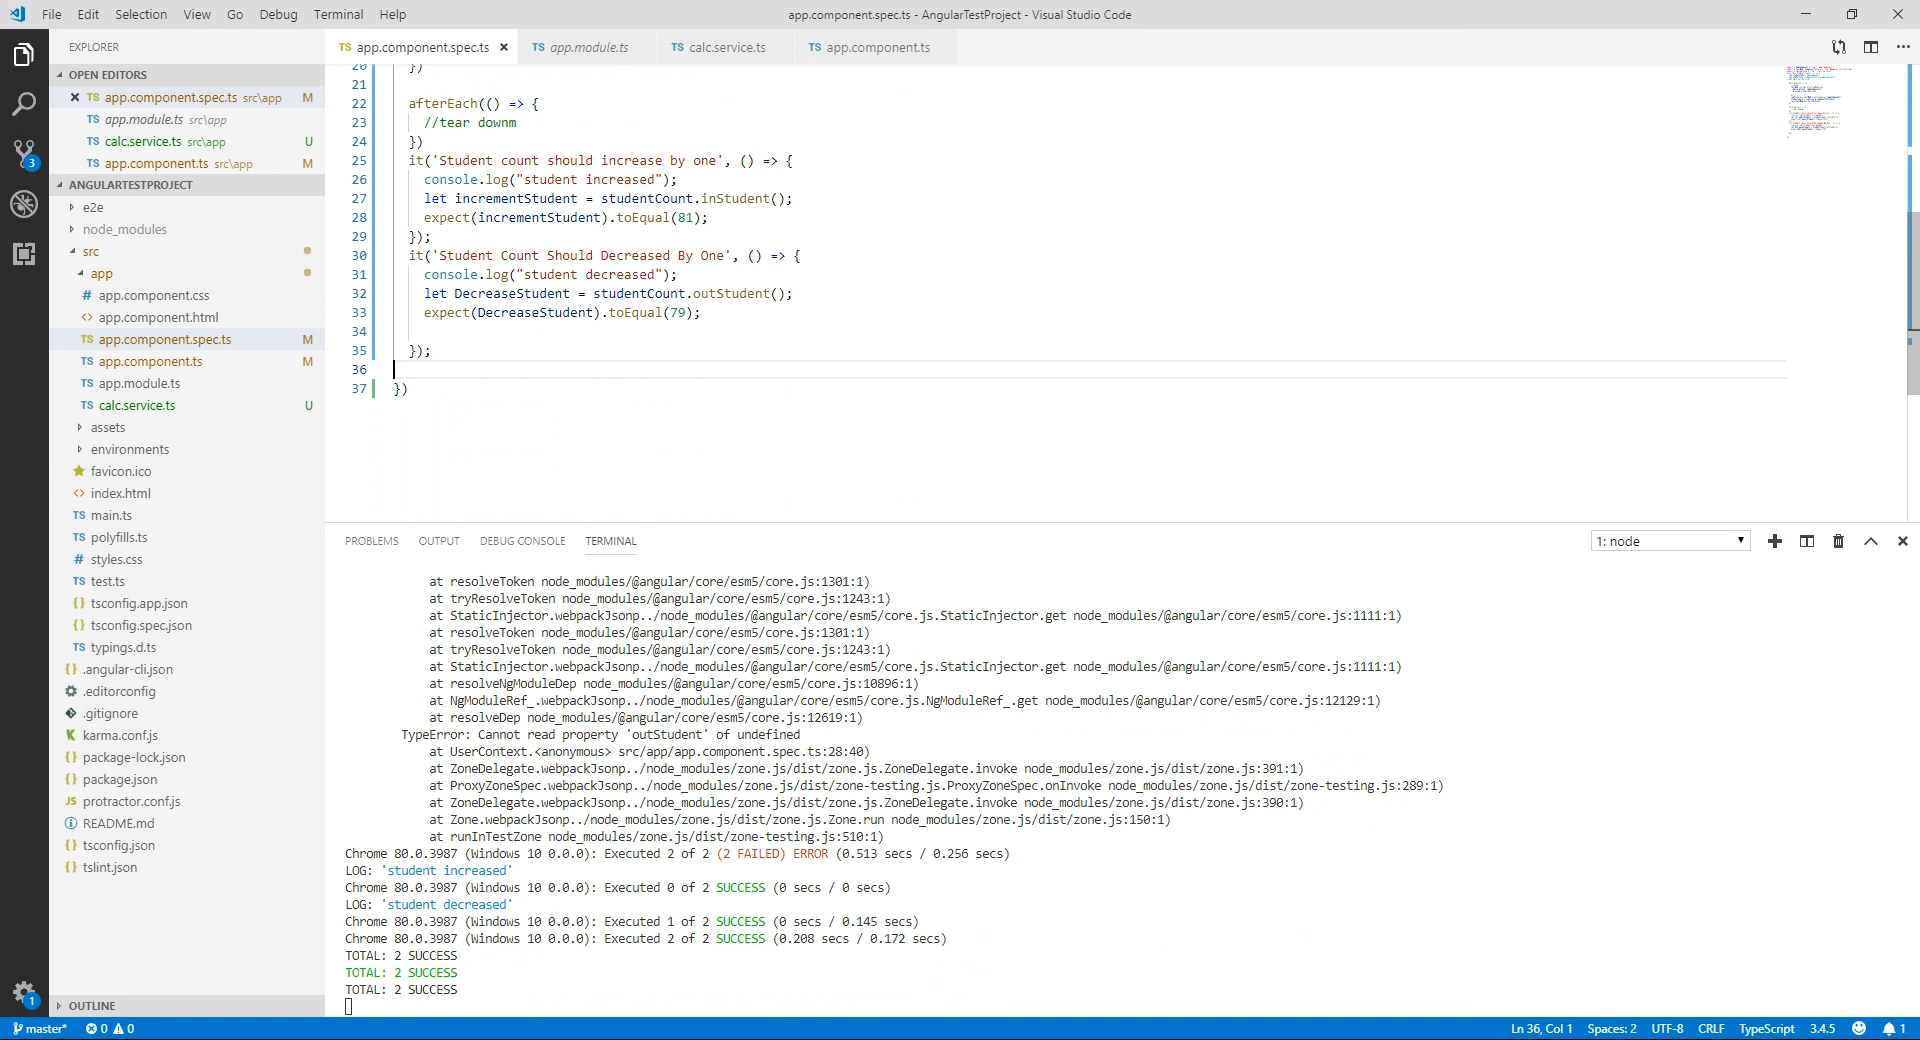 File Edit Selection View Go Debug Terminal Help
app.component.spec.ts - AngularTestProject - Visual Studio Code
EXPLORER
OPEN EDITORS
TS app.component.spec.ts src\app M
TS app.module.ts src\app
TS calc.service.ts src\app U
TS app.component.ts src\app M
ANGULARTESTPROJECT
e2e
node_modules
src
app
# app.component.css
<> app.component.html
TS app.component.spec.ts M
TS app.component.ts M
TS app.module.ts
TS calc.service.ts U
assets
environments
favicon.ico
<> index.html
TS main.ts
TS polyfills.ts
# styles.css
TS test.ts
{} tsconfig.app.json
{} tsconfig.spec.json
TS typings.d.ts
{} .angular-cli.json
.editorconfig
.gitignore
K karma.conf.js
{} package-lock.json
{} package.json
JS protractor.conf.js
README.md
{} tsconfig.json
{} tslint.json
OUTLINE
3
1
TS app.component.spec.ts TS app.module.ts TS calc.service.ts TS app.component.ts
20 })
21
22 afterEach(() => {
23 //tear downm
24 })
25 it('Student count should increase by one', () => {
26 console.log("student increased");
27 let incrementStudent = studentCount.inStudent();
28 expect(incrementStudent).toEqual(81);
29 });
30 it('Student Count Should Decreased By One', () => {
31 console.log("student decreased");
32 let DecreaseStudent = studentCount.outStudent();
33 expect(DecreaseStudent).toEqual(79);
34
35 });
36
37 })
PROBLEMS OUTPUT DEBUG CONSOLE TERMINAL
1: node
at resolveToken node_modules/@angular/core/esm5/core.js:1301:1)
at tryResolveToken node_modules/@angular/core/esm5/core.js:1243:1)
at StaticInjector.webpackJsonp../node_modules/@angular/core/esm5/core.js.StaticInjector.get node_modules/@angular/core/esm5/core.js:1111:1)
at resolveToken node_modules/@angular/core/esm5/core.js:1301:1)
at tryResolveToken node_modules/@angular/core/esm5/core.js:1243:1)
at StaticInjector.webpackJsonp../node_modules/@angular/core/esm5/core.js.StaticInjector.get node_modules/@angular/core/esm5/core.js:1111:1)
at resolveNgModuleDep node_modules/@angular/core/esm5/core.js:10896:1)
at NgModuleRef_.webpackJsonp../node_modules/@angular/core/esm5/core.js.NgModuleRef_.get node_modules/@angular/core/esm5/core.js:12129:1)
at resolveDep node_modules/@angular/core/esm5/core.js:12619:1)
TypeError: Cannot read property 'outStudent' of undefined
at UserContext.<anonymous> src/app/app.component.spec.ts:28:40)
at ZoneDelegate.webpackJsonp../node_modules/zone.js/dist/zone.js.ZoneDelegate.invoke node_modules/zone.js/dist/zone.js:391:1)
at ProxyZoneSpec.webpackJsonp../node_modules/zone.js/dist/zone-testing.js.ProxyZoneSpec.onInvoke node_modules/zone.js/dist/zone-testing.js:289:1)
at ZoneDelegate.webpackJsonp../node_modules/zone.js/dist/zone.js.ZoneDelegate.invoke node_modules/zone.js/dist/zone.js:390:1)
at Zone.webpackJsonp../node_modules/zone.js/dist/zone.js.Zone.run node_modules/zone.js/dist/zone.js:150:1)
at runInTestZone node_modules/zone.js/dist/zone-testing.js:510:1)
Chrome 80.0.3987 (Windows 10 0.0.0): Executed 2 of 2 (2 FAILED) ERROR (0.513 secs / 0.256 secs)
LOG: 'student increased'
Chrome 80.0.3987 (Windows 10 0.0.0): Executed 0 of 2 SUCCESS (0 secs / 0 secs)
LOG: 'student decreased'
Chrome 80.0.3987 (Windows 10 0.0.0): Executed 1 of 2 SUCCESS (0 secs / 0.145 secs)
Chrome 80.0.3987 (Windows 10 0.0.0): Executed 2 of 2 SUCCESS (0.208 secs / 0.172 secs)
TOTAL: 2 SUCCESS
TOTAL: 2 SUCCESS
TOTAL: 2 SUCCESS
master* 0 0 Ln 36, Col 1 Spaces: 2 UTF-8 CRLF TypeScript 3.4.5 1